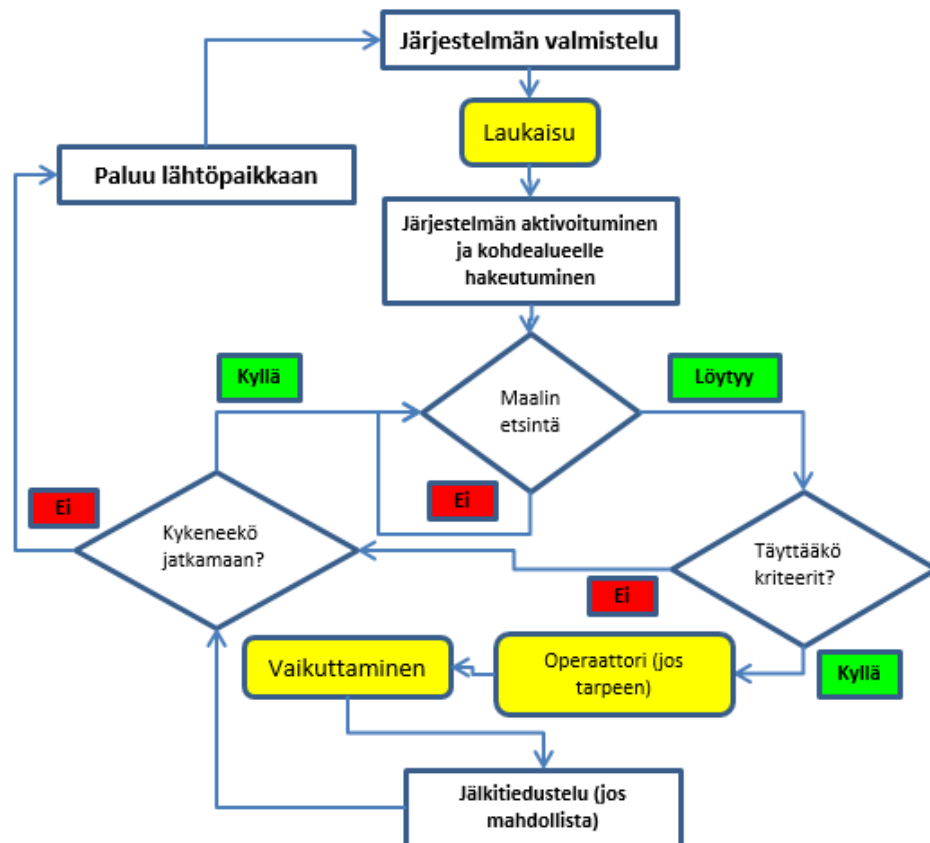 Järjestelmän valmistelu
Laukaisu
Paluu lähtöpaikkaan
Järjestelmän aktivoituminen
ja kohdealueelle
hakeutuminen
Kyllä
Maalin
etsintä
Löytyy
Ei
Ei
Kykeneekö
jatkamaan?
Täyttääkö
kriteerit?
Ei
Vaikuttaminen
Operaattori (jos
tarpeen)
Kyllä
Jälkitiedustelu (jos
mahdollista)